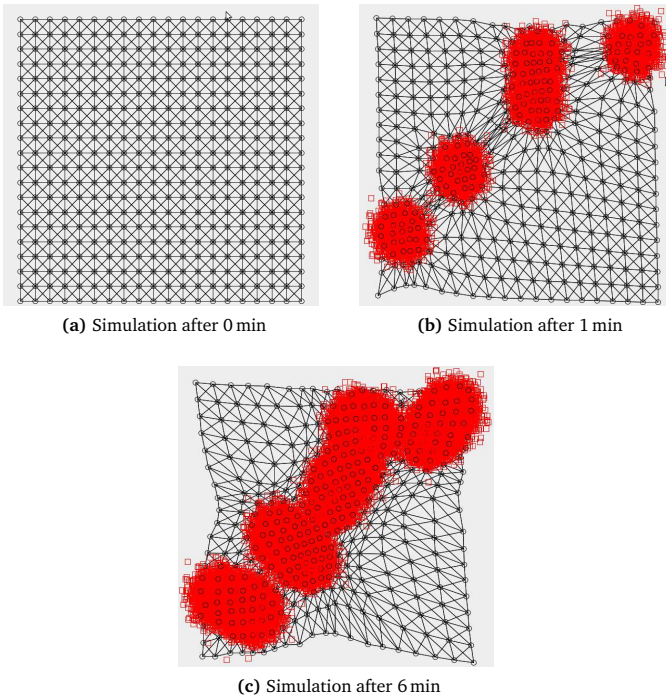 (a) Simulation after 0 min
(b) Simulation after 1 min
(c) Simulation after 6 min